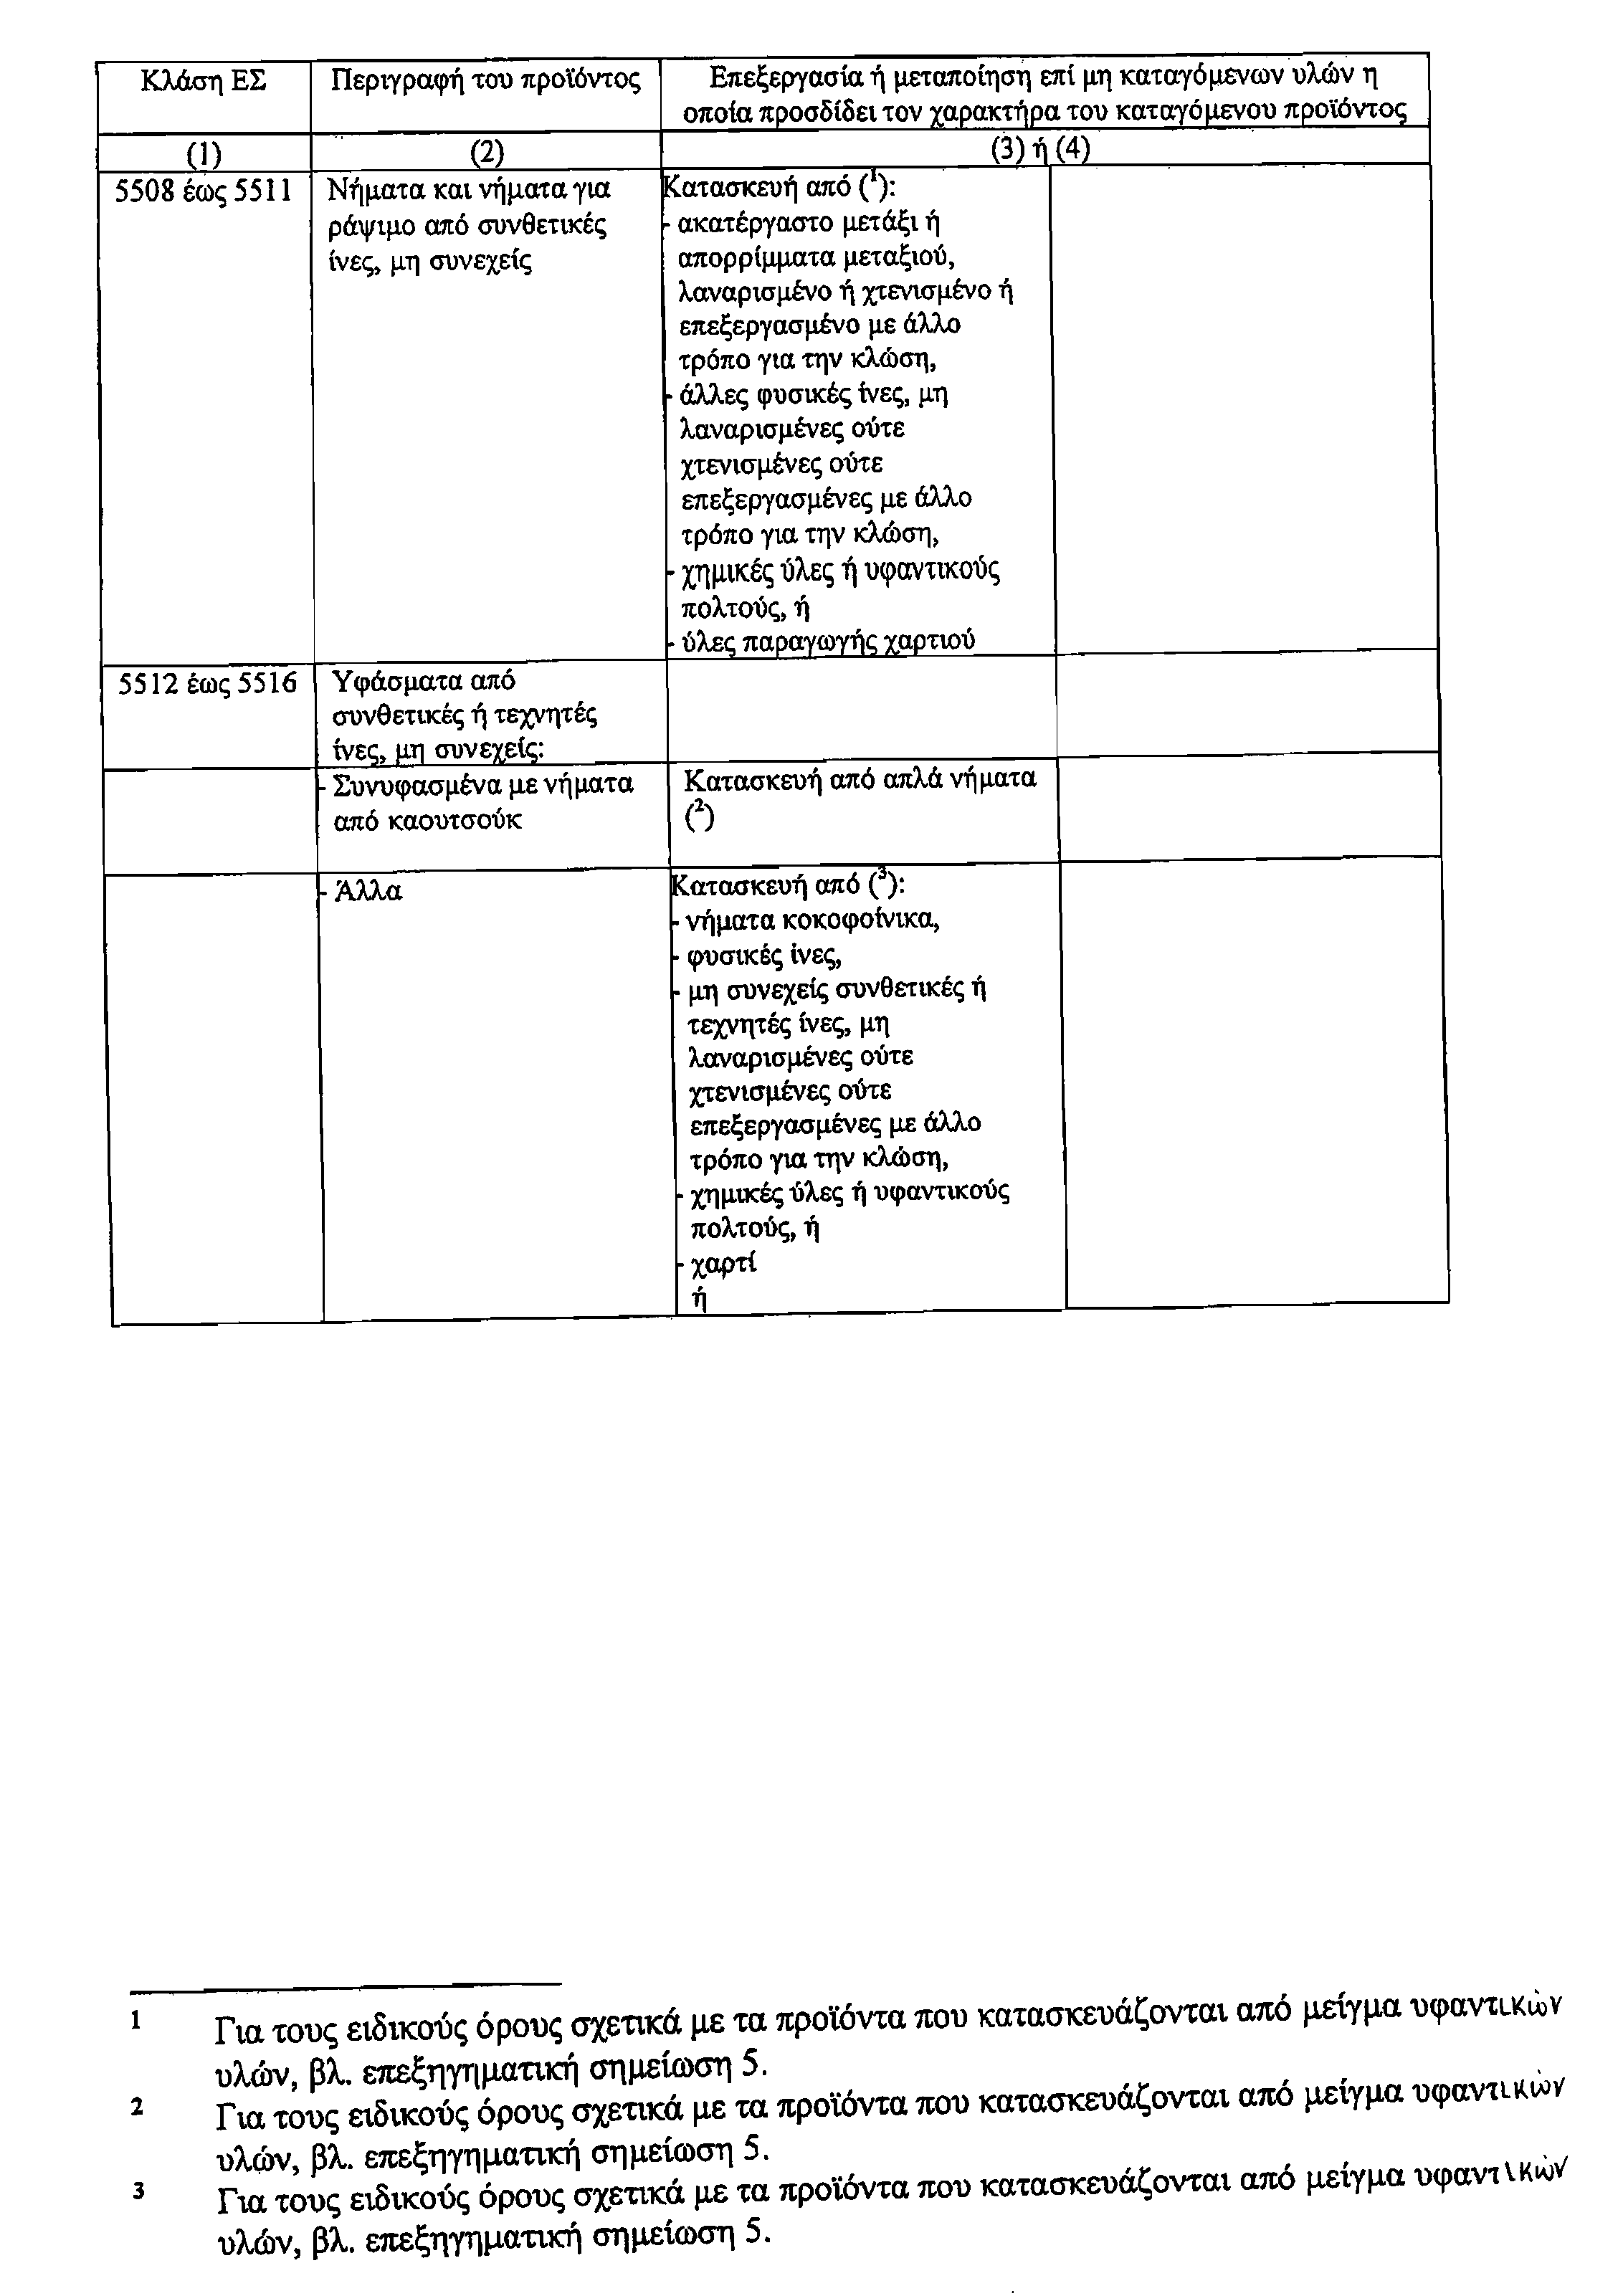 Κλάση ΕΣ
Περιγραφή του προϊόντος
Επεξεργασία ή μεταποίηση επί μη καταγόμενων υλών η
οποία προσδίδει τον χαρακτήρα του καταγόμενου προϊόντος
(1)
(2)
(3) ή (4)
5508 έως 5511
Νήματα και νήματα για
ράψιμο από συνθετικές
ίνες, μη συνεχείς
Κατασκευή από (¹):
- ακατέργαστο μετάξι ή
απορρίμματα μεταξιού,
λαναρισμένο ή χτενισμένο ή
επεξεργασμένο με άλλο
τρόπο για την κλώση,
- άλλες φυσικές ίνες, μη
λαναρισμένες ούτε
χτενισμένες ούτε
επεξεργασμένες με άλλο
τρόπο για την κλώση,
- χημικές ύλες ή υφαντικούς
πολτούς, ή
- ύλες παραγωγής χαρτιού
5512 έως 5516
Υφάσματα από
συνθετικές ή τεχνητές
ίνες, μη συνεχείς:
- Συνυφασμένα με νήματα
από καουτσούκ
Κατασκευή από απλά νήματα
(²)
- Άλλα
Κατασκευή από (³):
- νήματα κοκοφοίνικα,
- φυσικές ίνες,
- μη συνεχείς συνθετικές ή
τεχνητές ίνες, μη
λαναρισμένες ούτε
χτενισμένες ούτε
επεξεργασμένες με άλλο
τρόπο για την κλώση,
- χημικές ύλες ή υφαντικούς
πολτούς, ή
- χαρτί
ή
1 Για τους ειδικούς όρους σχετικά με τα προϊόντα που κατασκευάζονται από μείγμα υφαντικών
υλών, βλ. επεξηγηματική σημείωση 5.
2 Για τους ειδικούς όρους σχετικά με τα προϊόντα που κατασκευάζονται από μείγμα υφαντικών
υλών, βλ. επεξηγηματική σημείωση 5.
3 Για τους ειδικούς όρους σχετικά με τα προϊόντα που κατασκευάζονται από μείγμα υφαντικών
υλών, βλ. επεξηγηματική σημείωση 5.